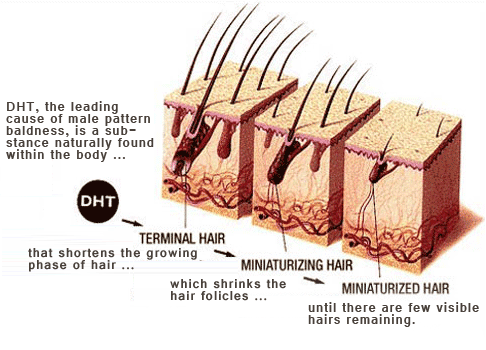 DHT, the leading
cause of male pattern
baldness, is a sub-
stance naturally found
within the body ...
DHT
TERMINAL HAIR
that shortens the growing
phase of hair ...
MINIATURIZING HAIR
which shrinks the
hair folicles ...
MINIATURIZED HAIR
until there are few visible
hairs remaining.